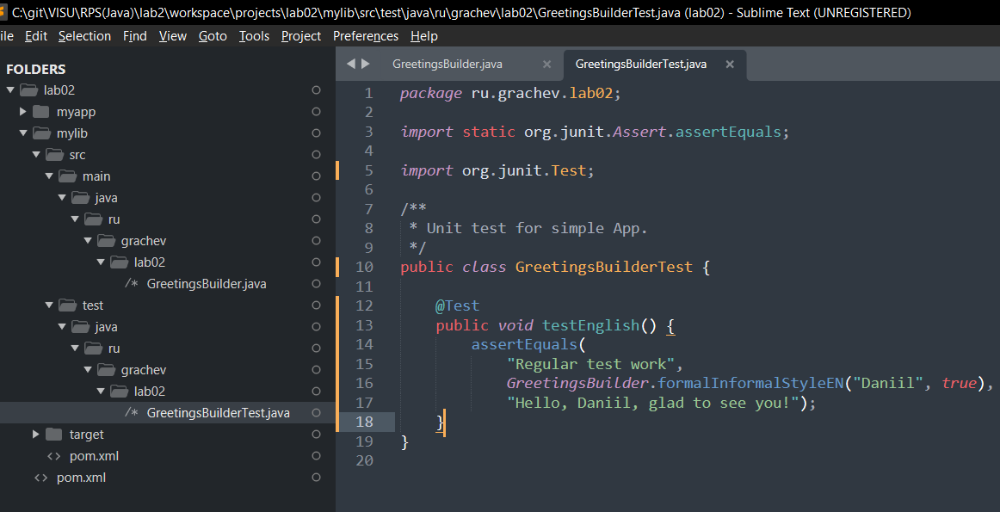 C:\git\VISU\RPS(Java)\lab2\workspace\projects\lab02\mylib\src\test\java\ru\grachev\lab02\GreetingsBuilderTest.java (lab02) - Sublime Text (UNREGISTERED)
ile Edit Selection Find View Goto Tools Project Preferences Help
FOLDERS
lab02
myapp
mylib
src
main
java
ru
grachev
lab02
/* GreetingsBuilder.java
test
java
ru
grachev
lab02
/* GreetingsBuilderTest.java
target
<> pom.xml
<> pom.xml
GreetingsBuilder.java × GreetingsBuilderTest.java ×
1 package ru.grachev.lab02;
2
3 import static org.junit.Assert.assertEquals;
4
5 import org.junit.Test;
6
7 /**
8 * Unit test for simple App.
9 */
10 public class GreetingsBuilderTest {
11
12 @Test
13 public void testEnglish() {
14 assertEquals(
15 "Regular test work",
16 GreetingsBuilder.formalInformalStyleEN("Daniil", true),
17 "Hello, Daniil, glad to see you!");
18 }
19 }
20